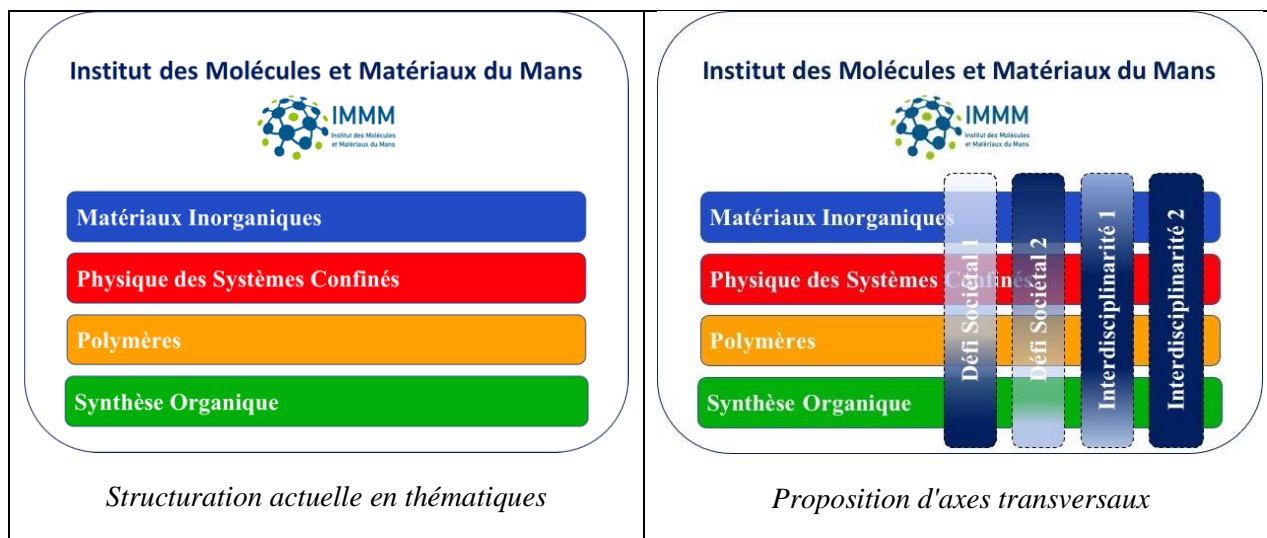 Institut des Molécules et Matériaux du Mans
IMMM
Institut des Molécules
et Matériaux du Mans
Matériaux Inorganiques
Physique des Systèmes Confinés
Polymères
Synthèse Organique
Structuration actuelle en thématiques
Institut des Molécules et Matériaux du Mans
IMMM
Institut des Molécules
et Matériaux du Mans
Matériaux Inorganiques
Physique des Systèmes Confinés
Polymères
Synthèse Organique
Défi Sociétal 1
Défi Sociétal 2
Interdisciplinarité 1
Interdisciplinarité 2
Proposition d'axes transversaux